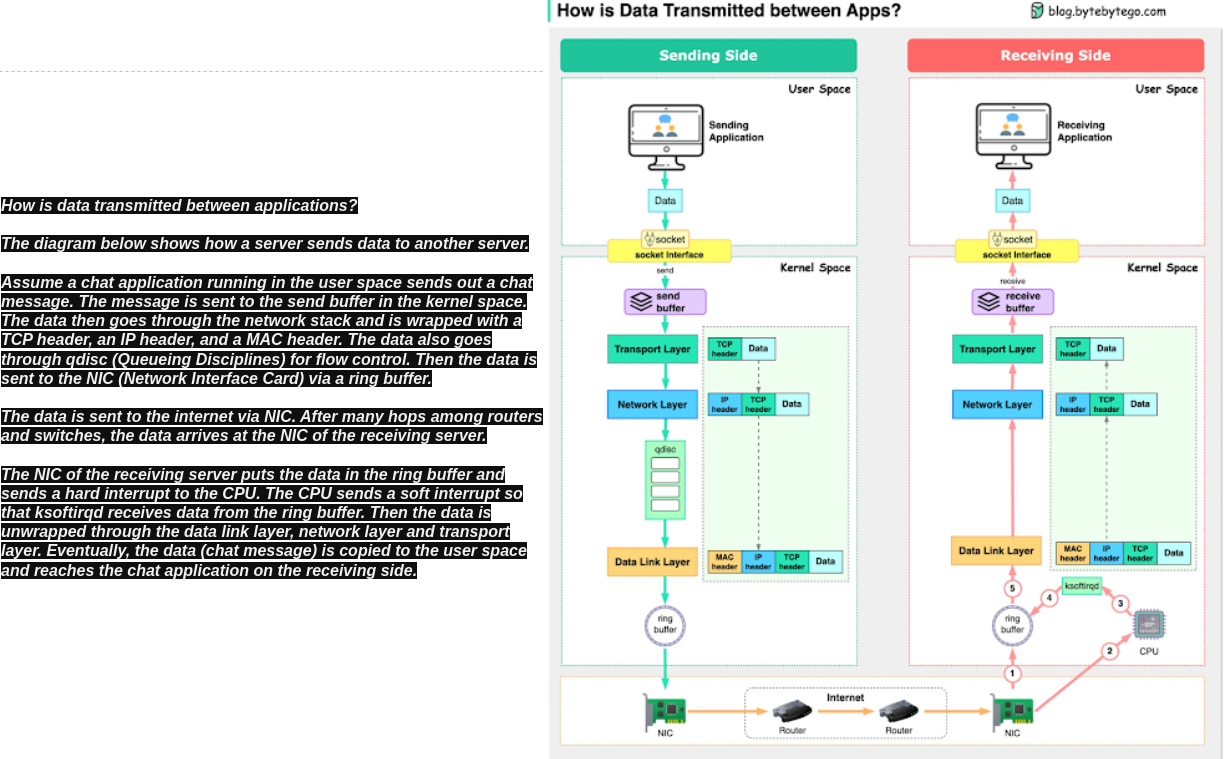 How is data transmitted between applications?
The diagram below shows how a server sends data to another server.
Assume a chat application running in the user space sends out a chat
message. The message is sent to the send buffer in the kernel space.
The data then goes through the network stack and is wrapped with a
TCP header, an IP header, and a MAC header. The data also goes
through qdisc (Queueing Disciplines) for flow control. Then the data is
sent to the NIC (Network Interface Card) via a ring buffer.
The data is sent to the internet via NIC. After many hops among routers
and switches, the data arrives at the NIC of the receiving server.
The NIC of the receiving server puts the data in the ring buffer and
sends a hard interrupt to the CPU. The CPU sends a soft interrupt so
that ksoftirqd receives data from the ring buffer. Then the data is
unwrapped through the data link layer, network layer and transport
layer. Eventually, the data (chat message) is copied to the user space
and reaches the chat application on the receiving side.
How is Data Transmitted between Apps?
blog.bytebytego.com
Sending Side
User Space
Sending
Application
Data
socket
socket Interface
Kernel Space
send
send
buffer
Transport Layer
TCP
header
Data
Network Layer
IP
header
TCP
header
Data
qdisc
Data Link Layer
MAC
header
IP
header
TCP
header
Data
ring
buffer
Receiving Side
User Space
Receiving
Application
Data
socket
socket Interface
Kernel Space
receive
receive
buffer
Transport Layer
TCP
header
Data
Network Layer
IP
header
TCP
header
Data
Data Link Layer
MAC
header
IP
header
TCP
header
Data
5
4
ksoftirqd
3
ring
buffer
2
CPU
1
NIC
Internet
Router
Router
NIC